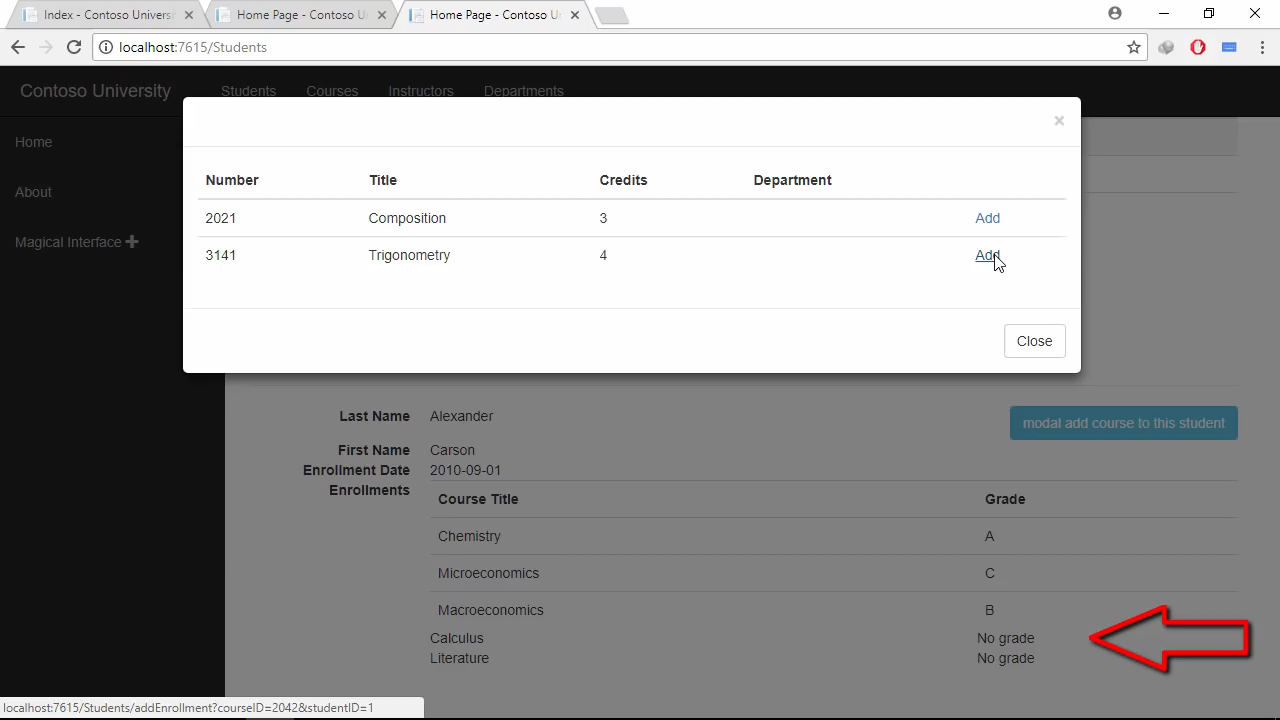 Index - Contoso Univers
Home Page - Contoso U
Home Page - Contoso U
localhost:7615/Students
Contoso University Students Courses Instructors Departments
Home
About
Magical Interface
×
Number Title Credits Department
2021 Composition 3 Add
3141 Trigonometry 4 Add
Close
Last Name Alexander
modal add course to this student
First Name Carson
Enrollment Date 2010-09-01
Enrollments
Course Title Grade
Chemistry A
Microeconomics C
Macroeconomics B
Calculus No grade
Literature No grade
localhost:7615/Students/addEnrollment?courseID=2042&studentID=1